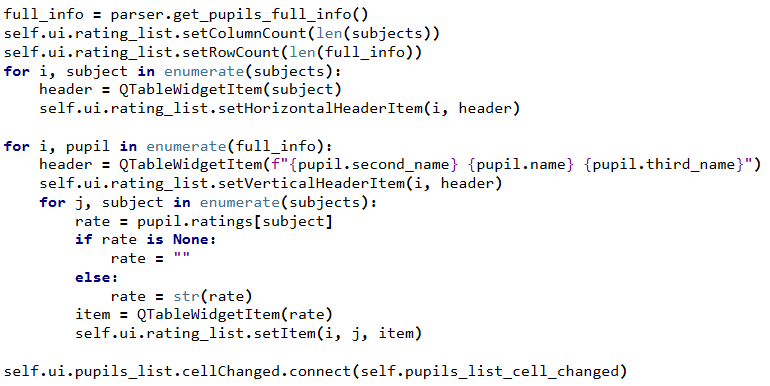 full_info = parser.get_pupils_full_info()
self.ui.rating_list.setColumnCount(len(subjects))
self.ui.rating_list.setRowCount(len(full_info))
for i, subject in enumerate(subjects):
    header = QTableWidgetItem(subject)
    self.ui.rating_list.setHorizontalHeaderItem(i, header)

for i, pupil in enumerate(full_info):
    header = QTableWidgetItem(f"{pupil.second_name} {pupil.name} {pupil.third_name}")
    self.ui.rating_list.setVerticalHeaderItem(i, header)
    for j, subject in enumerate(subjects):
        rate = pupil.ratings[subject]
        if rate is None:
            rate = ""
        else:
            rate = str(rate)
        item = QTableWidgetItem(rate)
        self.ui.rating_list.setItem(i, j, item)

self.ui.pupils_list.cellChanged.connect(self.pupils_list_cell_changed)